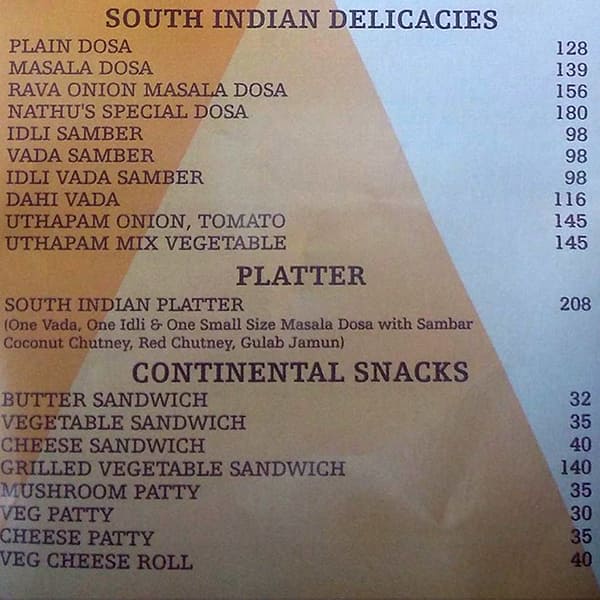 SOUTH INDIAN DELICACIES
PLAIN DOSA 128
MASALA DOSA 139
RAVA ONION MASALA DOSA 156
NATHU'S SPECIAL DOSA 180
IDLI SAMBER 98
VADA SAMBER 98
IDLI VADA SAMBER 98
DAHI VADA 116
UTHAPAM ONION, TOMATO 145
UTHAPAM MIX VEGETABLE 145
PLATTER
SOUTH INDIAN PLATTER 208
(One Vada, One Idli & One Small Size Masala Dosa with Sambar
Coconut Chutney, Red Chutney, Gulab Jamun)
CONTINENTAL SNACKS
BUTTER SANDWICH 32
VEGETABLE SANDWICH 35
CHEESE SANDWICH 40
GRILLED VEGETABLE SANDWICH 140
MUSHROOM PATTY 35
VEG PATTY 30
CHEESE PATTY 35
VEG CHEESE ROLL 40